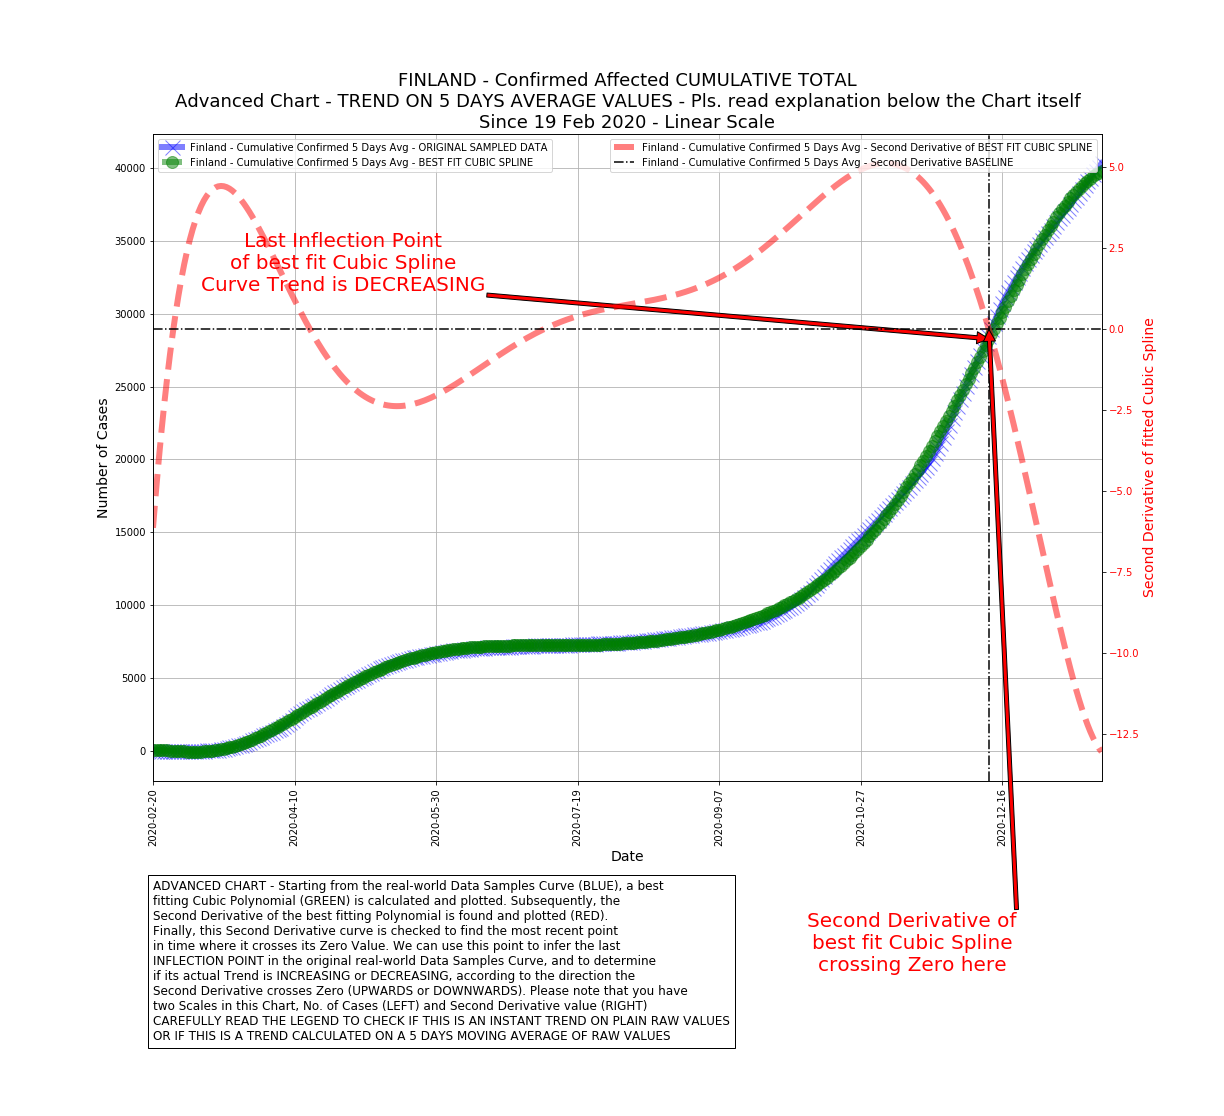 FINLAND - Confirmed Affected CUMULATIVE TOTAL
Advanced Chart - TREND ON 5 DAYS AVERAGE VALUES - Pls. read explanation below the Chart itself
Since 19 Feb 2020 - Linear Scale
Finland - Cumulative Confirmed 5 Days Avg - ORIGINAL SAMPLED DATA
Finland - Cumulative Confirmed 5 Days Avg - BEST FIT CUBIC SPLINE
Finland - Cumulative Confirmed 5 Days Avg - Second Derivative of BEST FIT CUBIC SPLINE
Finland - Cumulative Confirmed 5 Days Avg - Second Derivative BASELINE
Last Inflection Point
of best fit Cubic Spline
Curve Trend is DECREASING
Number of Cases
40000
35000
30000
25000
20000
15000
10000
5000
0
5.0
2.5
0.0
−2.5
−5.0
−7.5
−10.0
−12.5
Second Derivative of fitted Cubic Spline
2020-02-20
2020-04-10
2020-05-30
2020-07-19
2020-09-07
2020-10-27
2020-12-16
Date
ADVANCED CHART - Starting from the real-world Data Samples Curve (BLUE), a best
fitting Cubic Polynomial (GREEN) is calculated and plotted. Subsequently, the
Second Derivative of the best fitting Polynomial is found and plotted (RED).
Finally, this Second Derivative curve is checked to find the most recent point
in time where it crosses its Zero Value. We can use this point to infer the last
INFLECTION POINT in the original real-world Data Samples Curve, and to determine
if its actual Trend is INCREASING or DECREASING, according to the direction the
Second Derivative crosses Zero (UPWARDS or DOWNWARDS). Please note that you have
two Scales in this Chart, No. of Cases (LEFT) and Second Derivative value (RIGHT)
CAREFULLY READ THE LEGEND TO CHECK IF THIS IS AN INSTANT TREND ON PLAIN RAW VALUES
OR IF THIS IS A TREND CALCULATED ON A 5 DAYS MOVING AVERAGE OF RAW VALUES
Second Derivative of
best fit Cubic Spline
crossing Zero here